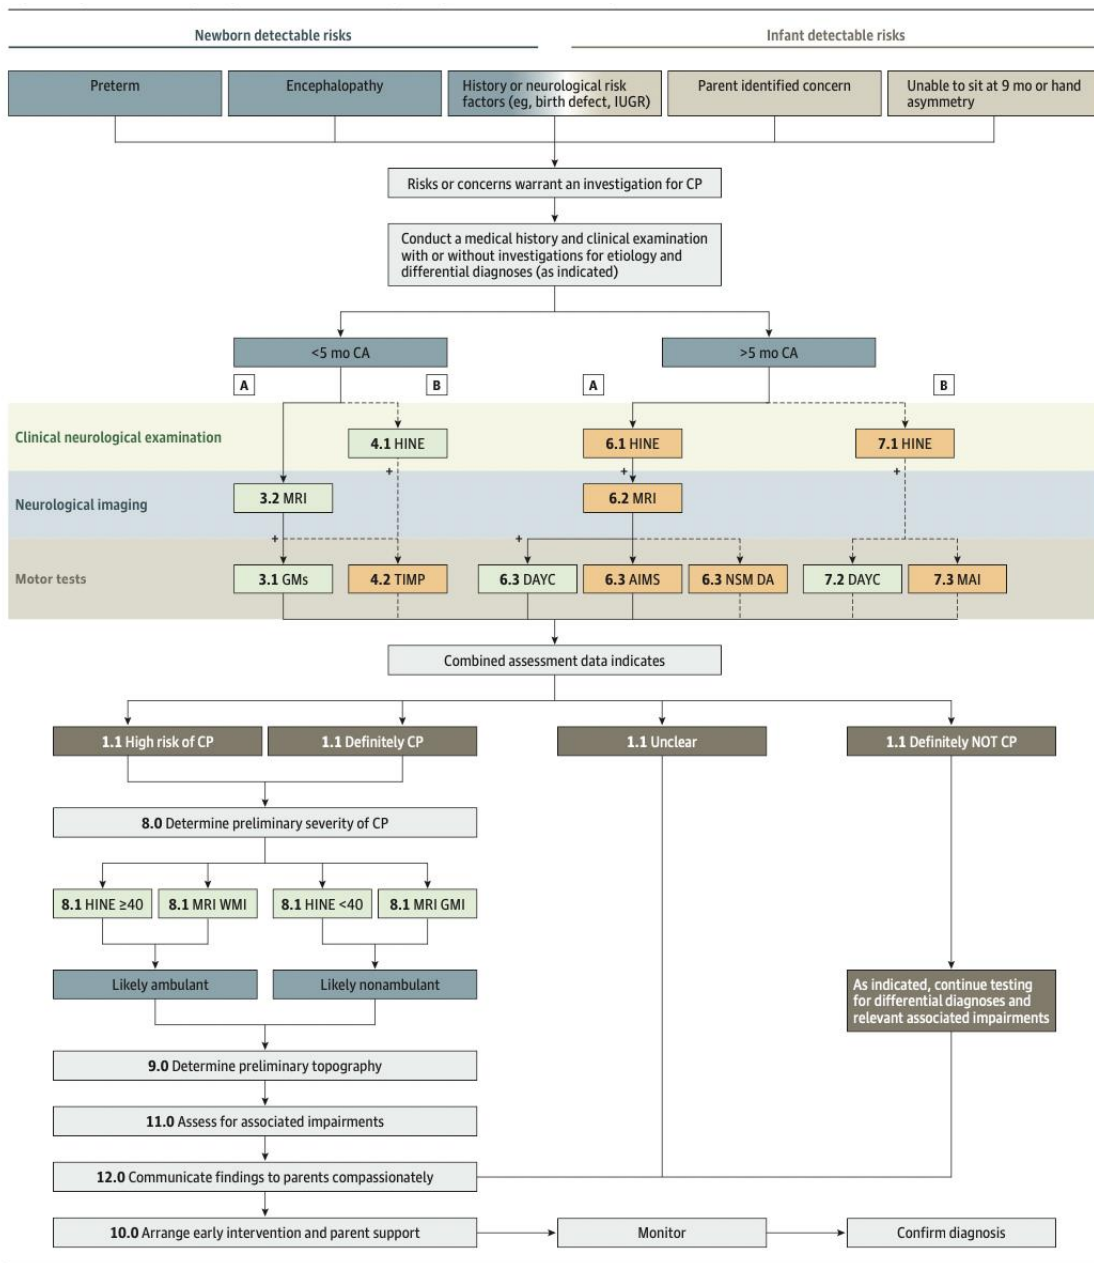 Newborn detectable risks
Infant detectable risks
Preterm
Encephalopathy
History or neurological risk
factors (eg, birth defect, IUGR)
Parent identified concern
Unable to sit at 9 mo or hand
asymmetry
Risks or concerns warrant an investigation for CP
Conduct a medical history and clinical examination
with or without investigations for etiology and
differential diagnoses (as indicated)
<5 mo CA
>5 mo CA
A
B
A
B
Clinical neurological examination
4.1 HINE
6.1 HINE
7.1 HINE
+
+
+
Neurological imaging
3.2 MRI
6.2 MRI
+
+
Motor tests
3.1 GMs
4.2 TIMP
6.3 DAYC
6.3 AIMS
6.3 NSM DA
7.2 DAYC
7.3 MAI
Combined assessment data indicates
1.1 High risk of CP
1.1 Definitely CP
1.1 Unclear
1.1 Definitely NOT CP
8.0 Determine preliminary severity of CP
8.1 HINE ≥40
8.1 MRI WMI
8.1 HINE <40
8.1 MRI GMI
Likely ambulant
Likely nonambulant
As indicated, continue testing
for differential diagnoses and
relevant associated impairments
9.0 Determine preliminary topography
11.0 Assess for associated impairments
12.0 Communicate findings to parents compassionately
10.0 Arrange early intervention and parent support
Monitor
Confirm diagnosis